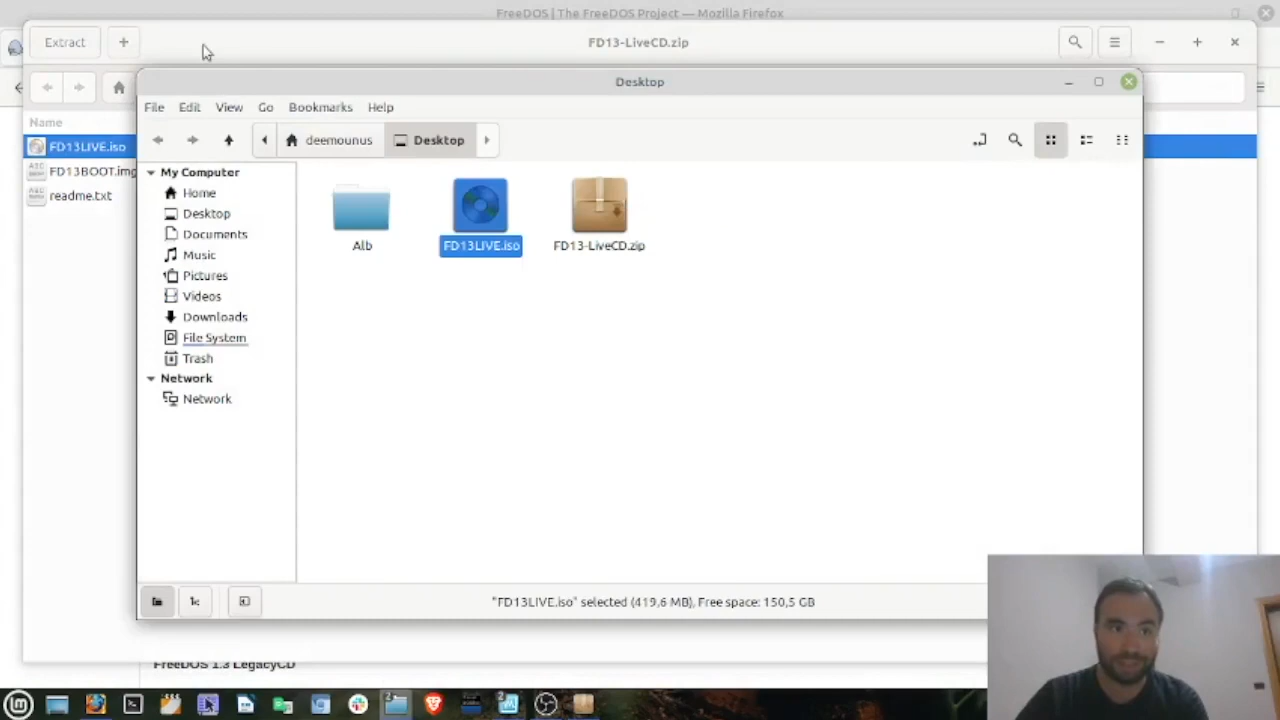 FreeDOS | The FreeDOS Project — Mozilla Firefox
Extract
FD13-LiveCD.zip
Desktop
File Edit View Go Bookmarks Help
deemounus Desktop
Name
FD13LIVE.iso
FD13BOOT.img
readme.txt
My Computer
Home
Desktop
Documents
Music
Pictures
Videos
Downloads
File System
Trash
Network
Network
Alb
FD13LIVE.iso
FD13-LiveCD.zip
"FD13LIVE.iso" selected (419,6 MB), Free space: 150,5 GB
FreeDOS 1.3 LegacyCD
2
2